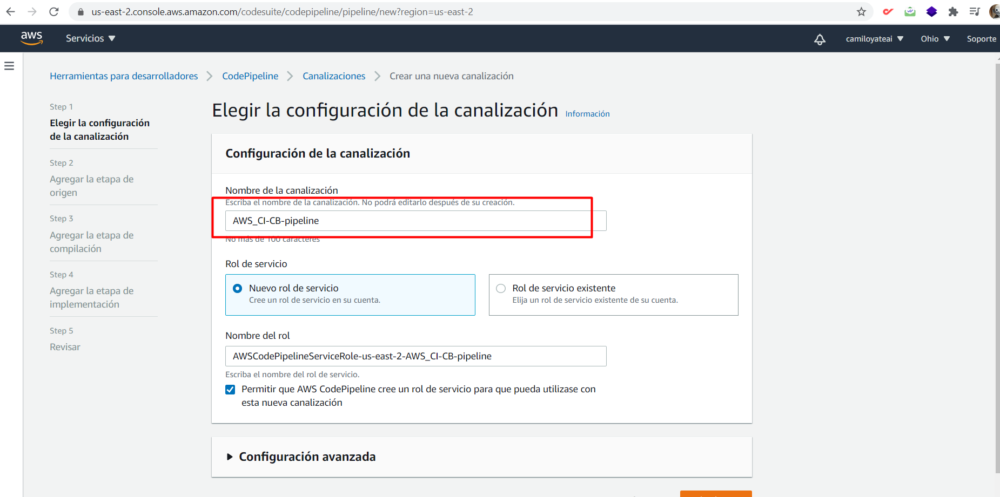 us-east-2.console.aws.amazon.com/codesuite/codepipeline/pipeline/new?region=us-east-2
aws
Servicios
camiloyateai
Ohio
Soporte
Herramientas para desarrolladores
CodePipeline
Canalizaciones
Crear una nueva canalización
Step 1
Elegir la configuración
de la canalización
Step 2
Agregar la etapa de
origen
Step 3
Agregar la etapa de
compilación
Step 4
Agregar la etapa de
implementación
Step 5
Revisar
Elegir la configuración de la canalización Información
Configuración de la canalización
Nombre de la canalización
Escriba el nombre de la canalización. No podrá editarlo después de su creación.
AWS_CI-CB-pipeline
No más de 100 caracteres
Rol de servicio
Nuevo rol de servicio
Cree un rol de servicio en su cuenta.
Rol de servicio existente
Elija un rol de servicio existente de su cuenta.
Nombre del rol
AWSCodePipelineServiceRole-us-east-2-AWS_CI-CB-pipeline
Escriba el nombre del rol de servicio.
Permitir que AWS CodePipeline cree un rol de servicio para que pueda utilizase con
esta nueva canalización
Configuración avanzada